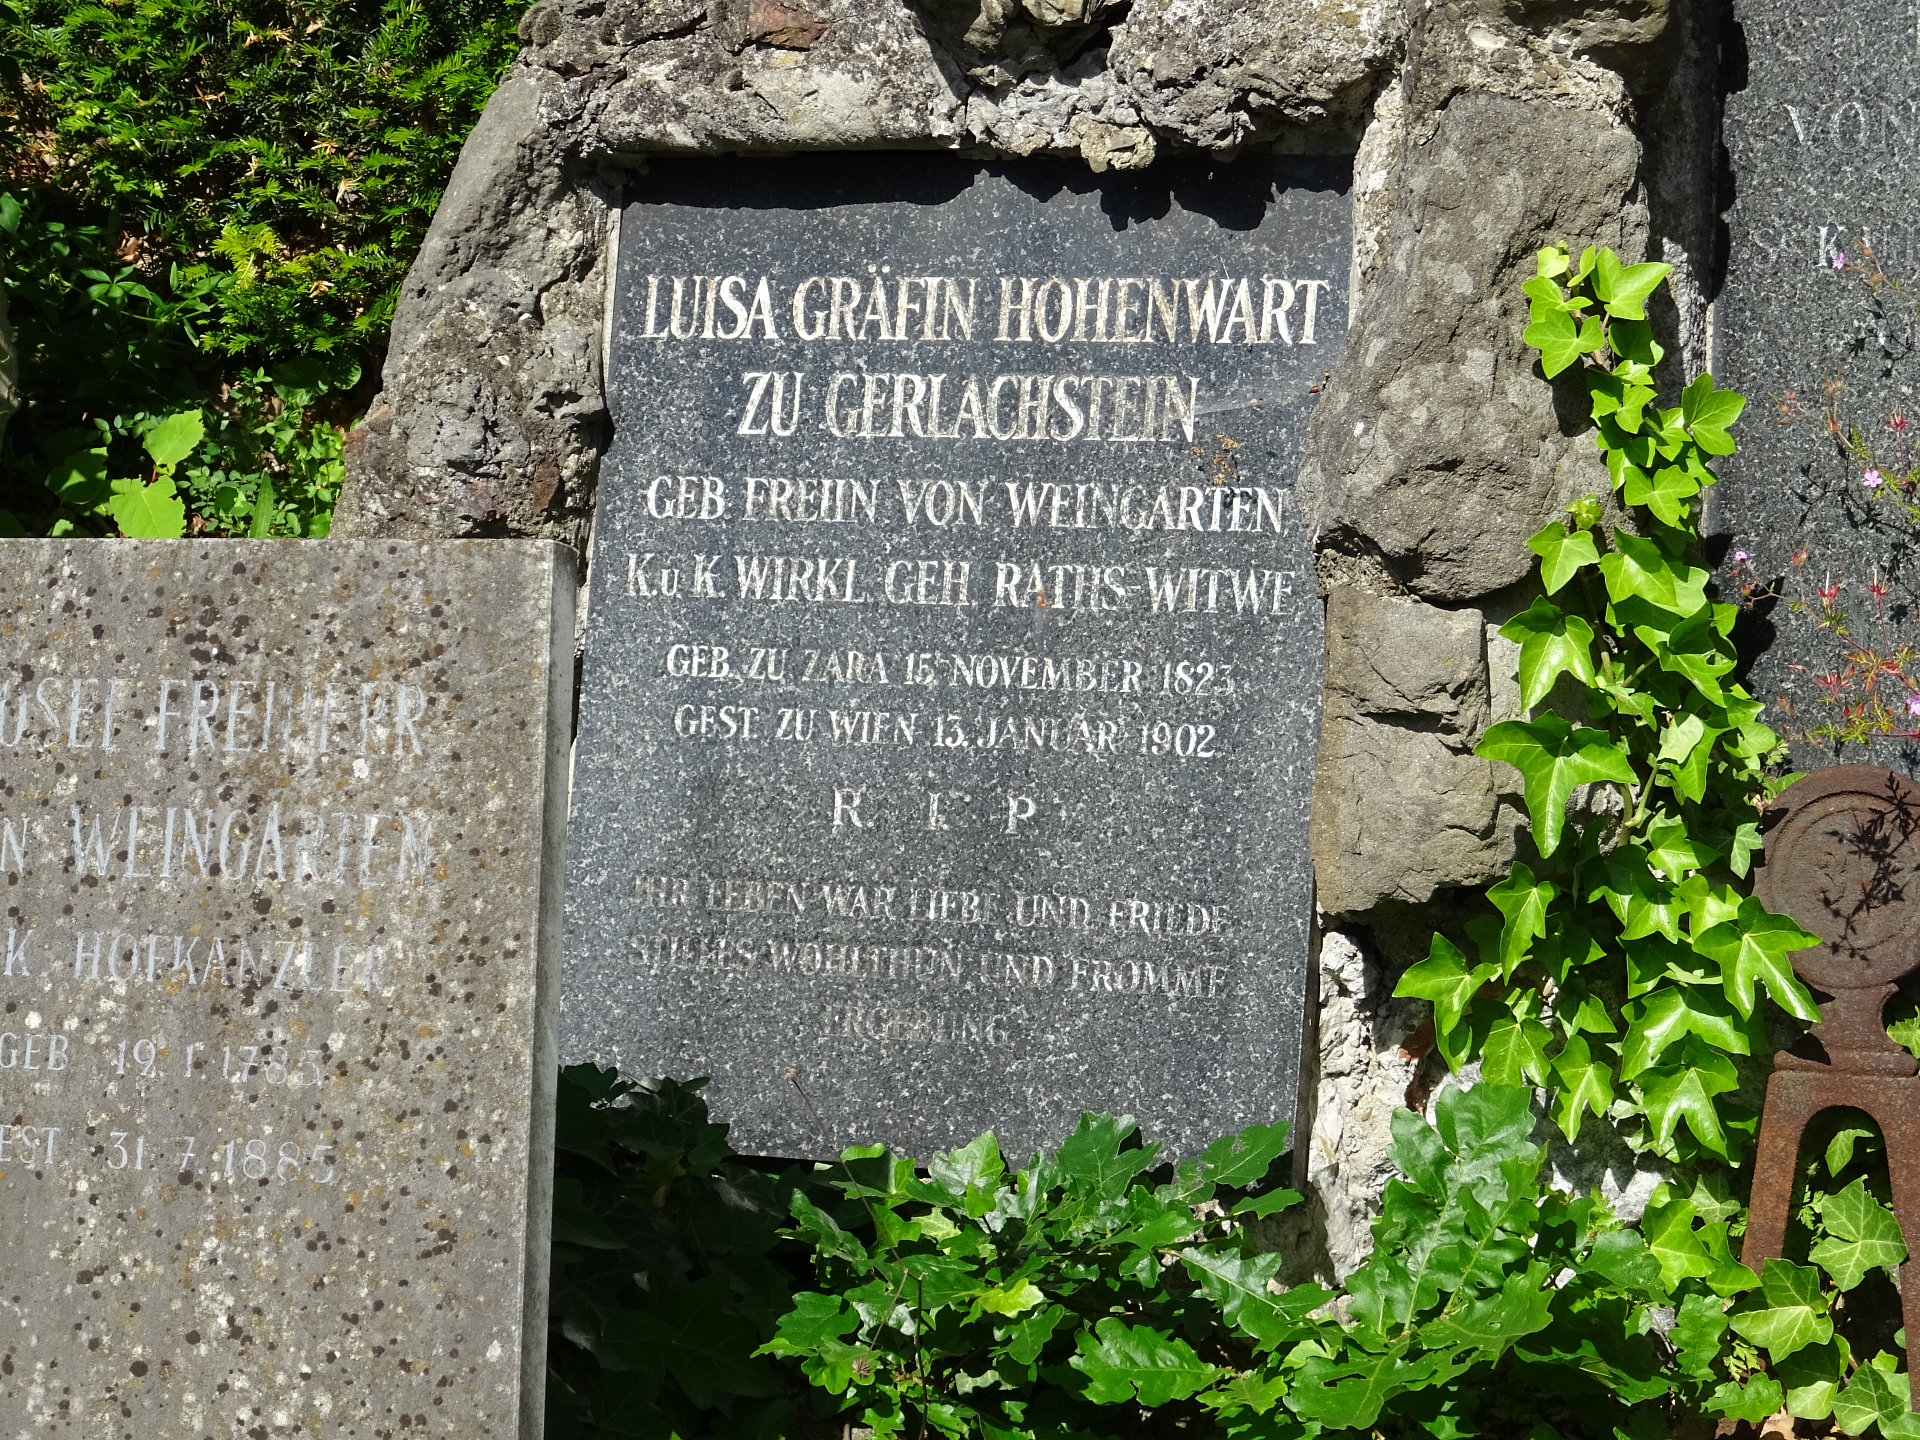 LUISA GRÄFIN HOHENWART
ZU GERLACHSTEIN
GEB. FREIIN VON WEINGARTEN,
K.u.K. WIRKL. GEH. RATHS-WITWE
GEB. ZU ZARA 15. NOVEMBER 1823
GEST. ZU WIEN 13. JANUAR 1902.
R I P
IHR LEBEN WAR LIEBE UND FRIEDE
STILLES WOHLTHUN UND FROMME
ERGEBUNG
FREIHERR
WEINGARTEN
K HOFKANZLER
GEB 19.1.1785
EST 31.7.1885
VON